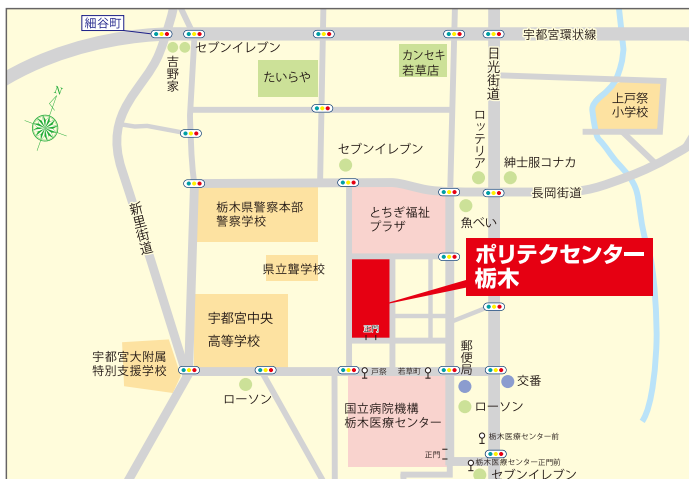 細谷町
宇都宮環状線
セブンイレブン
吉野家
たいらや
カンセキ
若草店
日光街道
上戸祭
小学校
N
ロッテリア
セブンイレブン
紳士服コナカ
長岡街道
新里街道
栃木県警察本部
警察学校
とちぎ福祉
プラザ
魚べい
ポリテクセンター
栃木
県立聾学校
宇都宮中央
高等学校
正門
宇都宮大附属
特別支援学校
戸祭
若草町
郵便局
交番
ローソン
国立病院機構
栃木医療センター
ローソン
栃木医療センター前
正門
栃木医療センター正門前
セブンイレブン